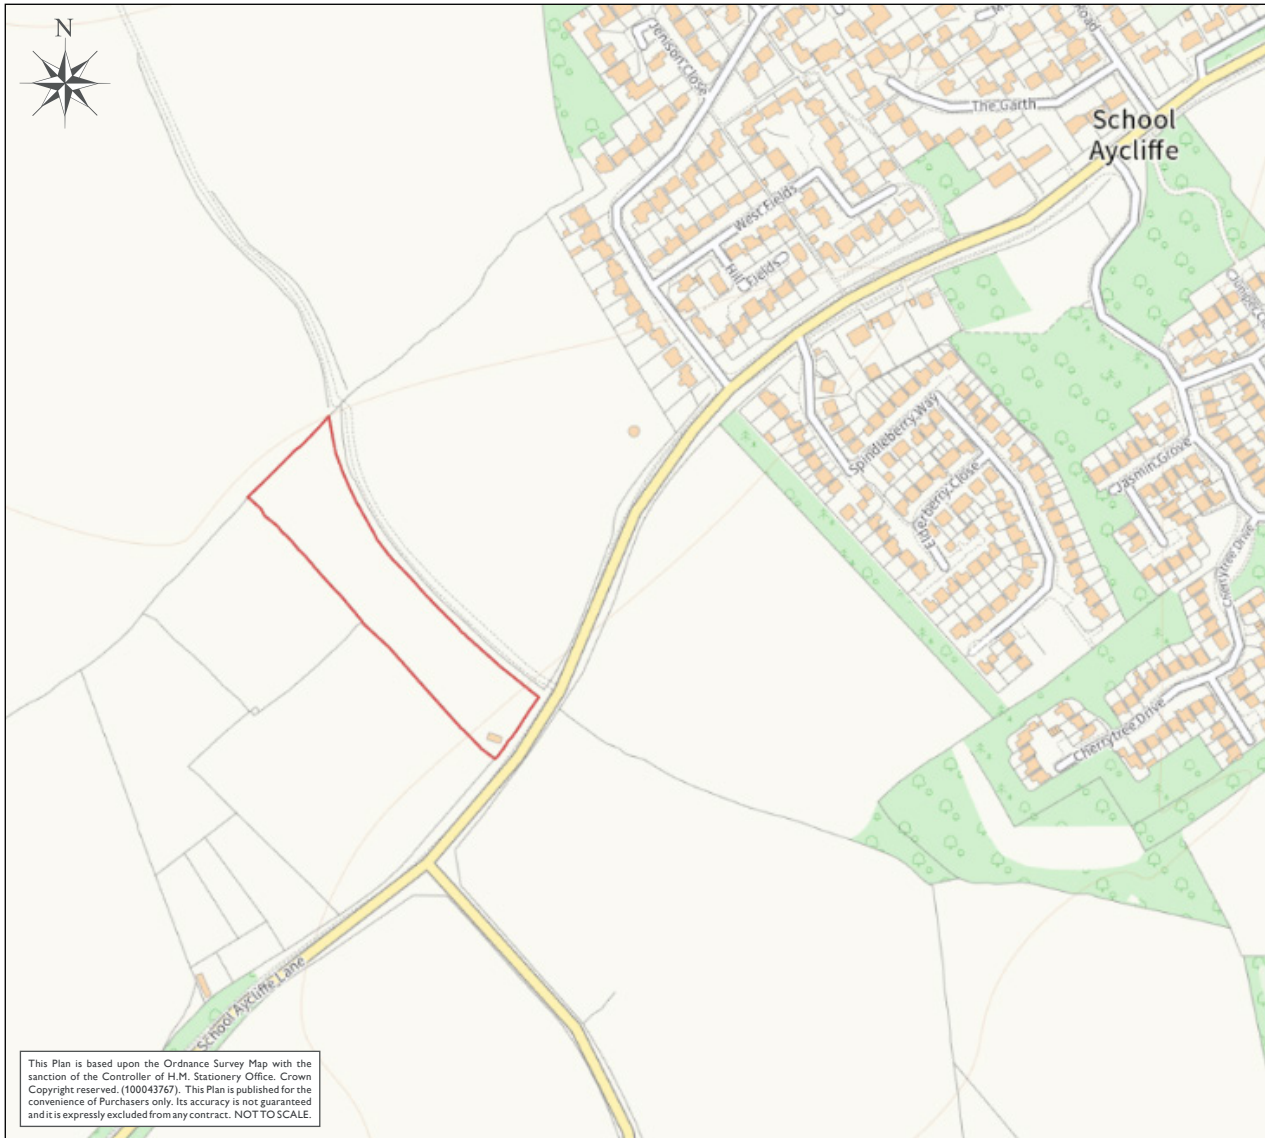 N
Jenison Close
Road
The Garth
School
Aycliffe
West Fields
Hill Fields
Spindleberry Way
Elderberry Close
Jasmin Grove
Cherrytree Drive
Cherrytree Drive
School Aycliffe Lane
This Plan is based upon the Ordnance Survey Map with the
sanction of the Controller of H.M. Stationery Office. Crown
Copyright reserved. (100043767). This Plan is published for the
convenience of Purchasers only. Its accuracy is not guaranteed
and it is expressly excluded from any contract. NOT TO SCALE.